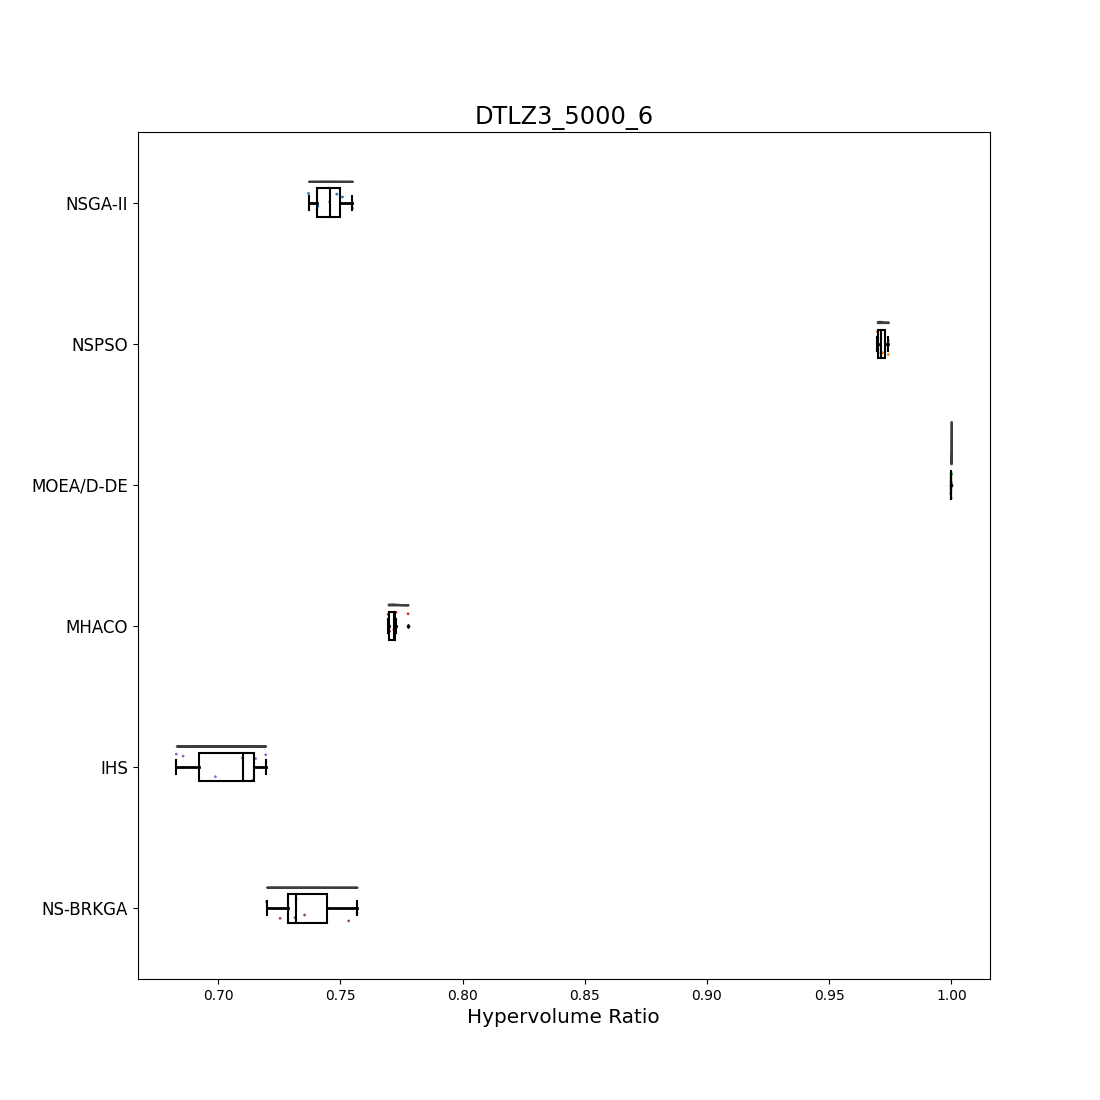 DTLZ3_5000_6
NSGA-II
NSPSO
MOEA/D-DE
MHACO
IHS
NS-BRKGA
0.70 0.75 0.80 0.85 0.90 0.95 1.00
Hypervolume Ratio